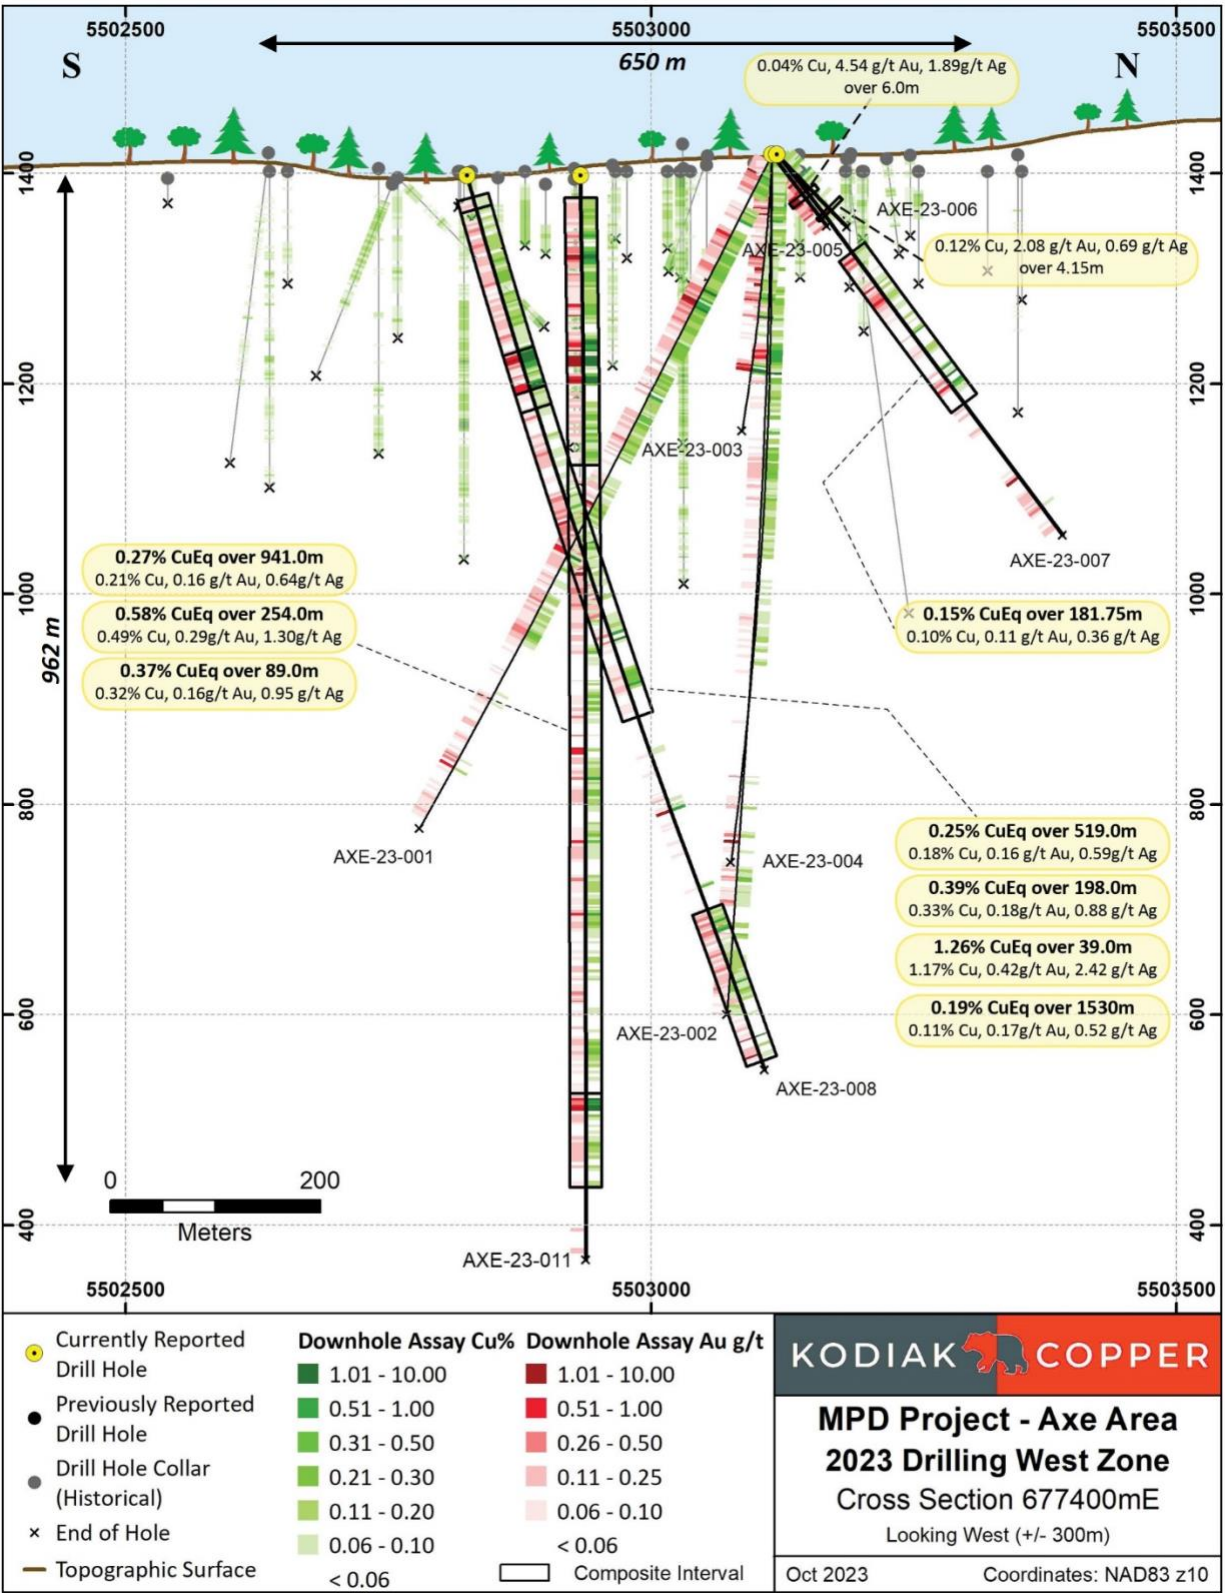 5502500
5503000
5503500
650 m
S
N
0.04% Cu, 4.54 g/t Au, 1.89g/t Ag
over 6.0m
1400
1400
AXE-23-006
AXE-23-005
0.12% Cu, 2.08 g/t Au, 0.69 g/t Ag
over 4.15m
1200
1200
AXE-23-003
AXE-23-007
0.27% CuEq over 941.0m
0.21% Cu, 0.16 g/t Au, 0.64g/t Ag
0.58% CuEq over 254.0m
0.49% Cu, 0.29g/t Au, 1.30g/t Ag
0.37% CuEq over 89.0m
0.32% Cu, 0.16g/t Au, 0.95 g/t Ag
1000
1000
962 m
0.15% CuEq over 181.75m
0.10% Cu, 0.11 g/t Au, 0.36 g/t Ag
800
800
AXE-23-001
AXE-23-004
0.25% CuEq over 519.0m
0.18% Cu, 0.16 g/t Au, 0.59g/t Ag
0.39% CuEq over 198.0m
0.33% Cu, 0.18g/t Au, 0.88 g/t Ag
1.26% CuEq over 39.0m
1.17% Cu, 0.42g/t Au, 2.42 g/t Ag
0.19% CuEq over 1530m
0.11% Cu, 0.17g/t Au, 0.52 g/t Ag
600
600
AXE-23-002
AXE-23-008
0
200
Meters
400
400
AXE-23-011
5502500
5503000
5503500
Currently Reported
Drill Hole
Previously Reported
Drill Hole
Drill Hole Collar
(Historical)
End of Hole
Topographic Surface
Downhole Assay Cu%
1.01 - 10.00
0.51 - 1.00
0.31 - 0.50
0.21 - 0.30
0.11 - 0.20
0.06 - 0.10
< 0.06
Downhole Assay Au g/t
1.01 - 10.00
0.51 - 1.00
0.26 - 0.50
0.11 - 0.25
0.06 - 0.10
< 0.06
Composite Interval
KODIAK COPPER
MPD Project - Axe Area
2023 Drilling West Zone
Cross Section 677400mE
Looking West (+/- 300m)
Oct 2023
Coordinates: NAD83 z10